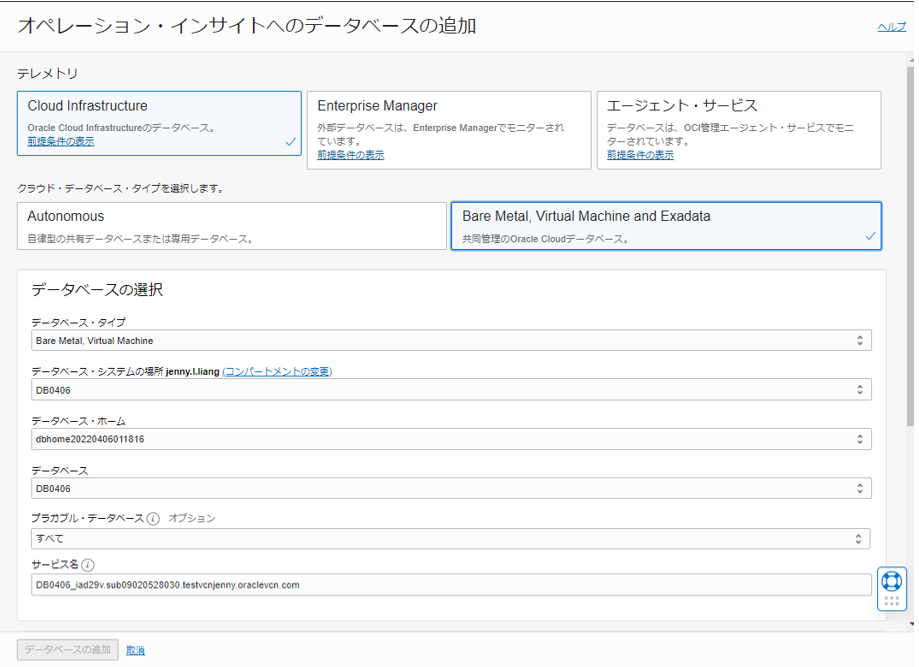 オペレーション・インサイトへのデータベースの追加
ヘルプ
テレメトリ
Cloud Infrastructure
Oracle Cloud Infrastructureのデータベース。
前提条件の表示
Enterprise Manager
外部データベースは、Enterprise Managerでモニターされ
ています。
前提条件の表示
エージェント・サービス
データベースは、OCI管理エージェント・サービスでモニ
ターされています。
前提条件の表示
クラウド・データベース・タイプを選択します。
Autonomous
自律型の共有データベースまたは専用データベース。
Bare Metal, Virtual Machine and Exadata
共同管理のOracle Cloudデータベース。
データベースの選択
データベース・タイプ
Bare Metal, Virtual Machine
データベース・システムの場所 jenny.l.liang (コンパートメントの変更)
DB0406
データベース・ホーム
dbhome20220406011816
データベース
DB0406
プラガブル・データベース i オプション
すべて
サービス名 i
DB0406_iad29v.sub09020528030.testvcnjenny.oraclevcn.com
データベースの追加 取消